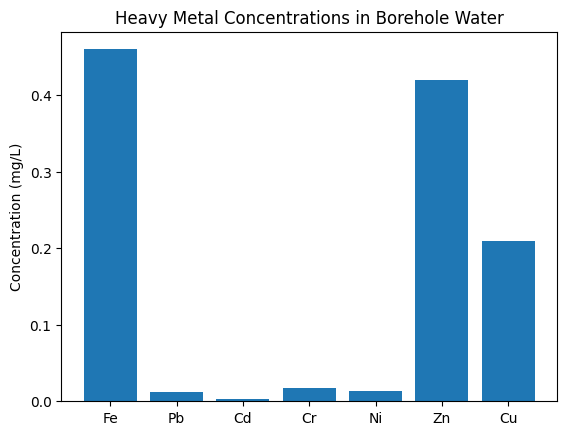 Heavy Metal Concentrations in Borehole Water
Concentration (mg/L)
0.4
0.3
0.2
0.1
0.0
Fe Pb Cd Cr Ni Zn Cu